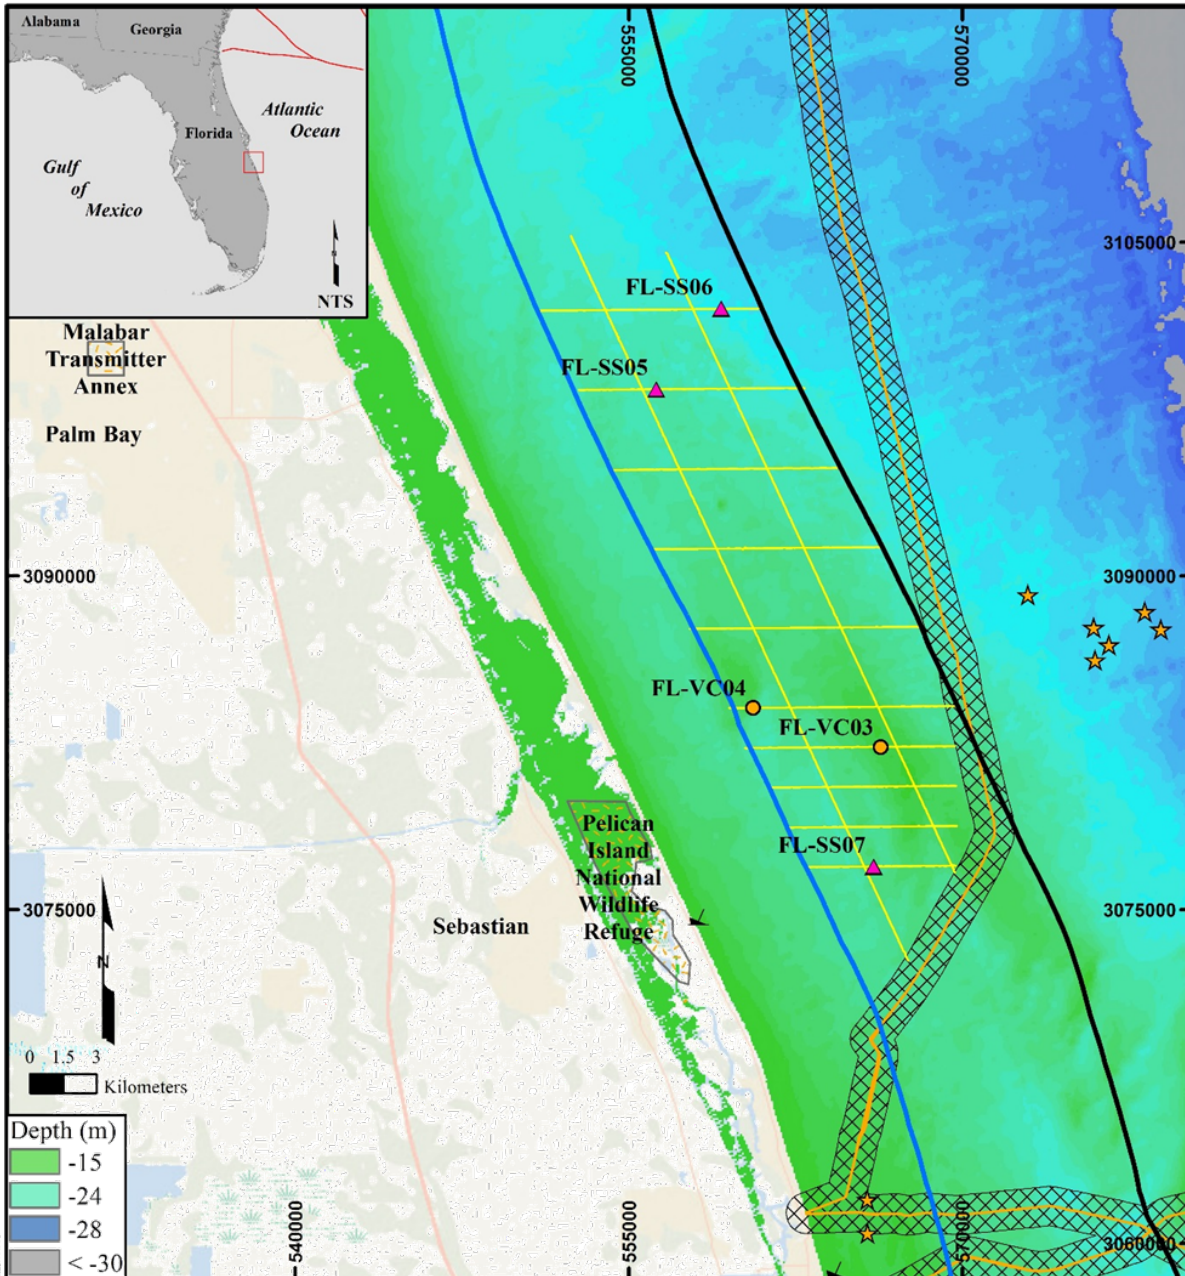 Alabama
Georgia
Atlantic
Ocean
Florida
Gulf
of
Mexico
N
NTS
555000
570000
3105000
FL-SS06
FL-SS05
Malabar
Transmitter
Annex
Palm Bay
3090000
3090000
FL-VC04
FL-VC03
Pelican
Island
National
Wildlife
Refuge
FL-SS07
Sebastian
3075000
3075000
N
0 1.5 3
Kilometers
Depth (m)
-15
-24
-28
< -30
540000
555000
570000
3060000